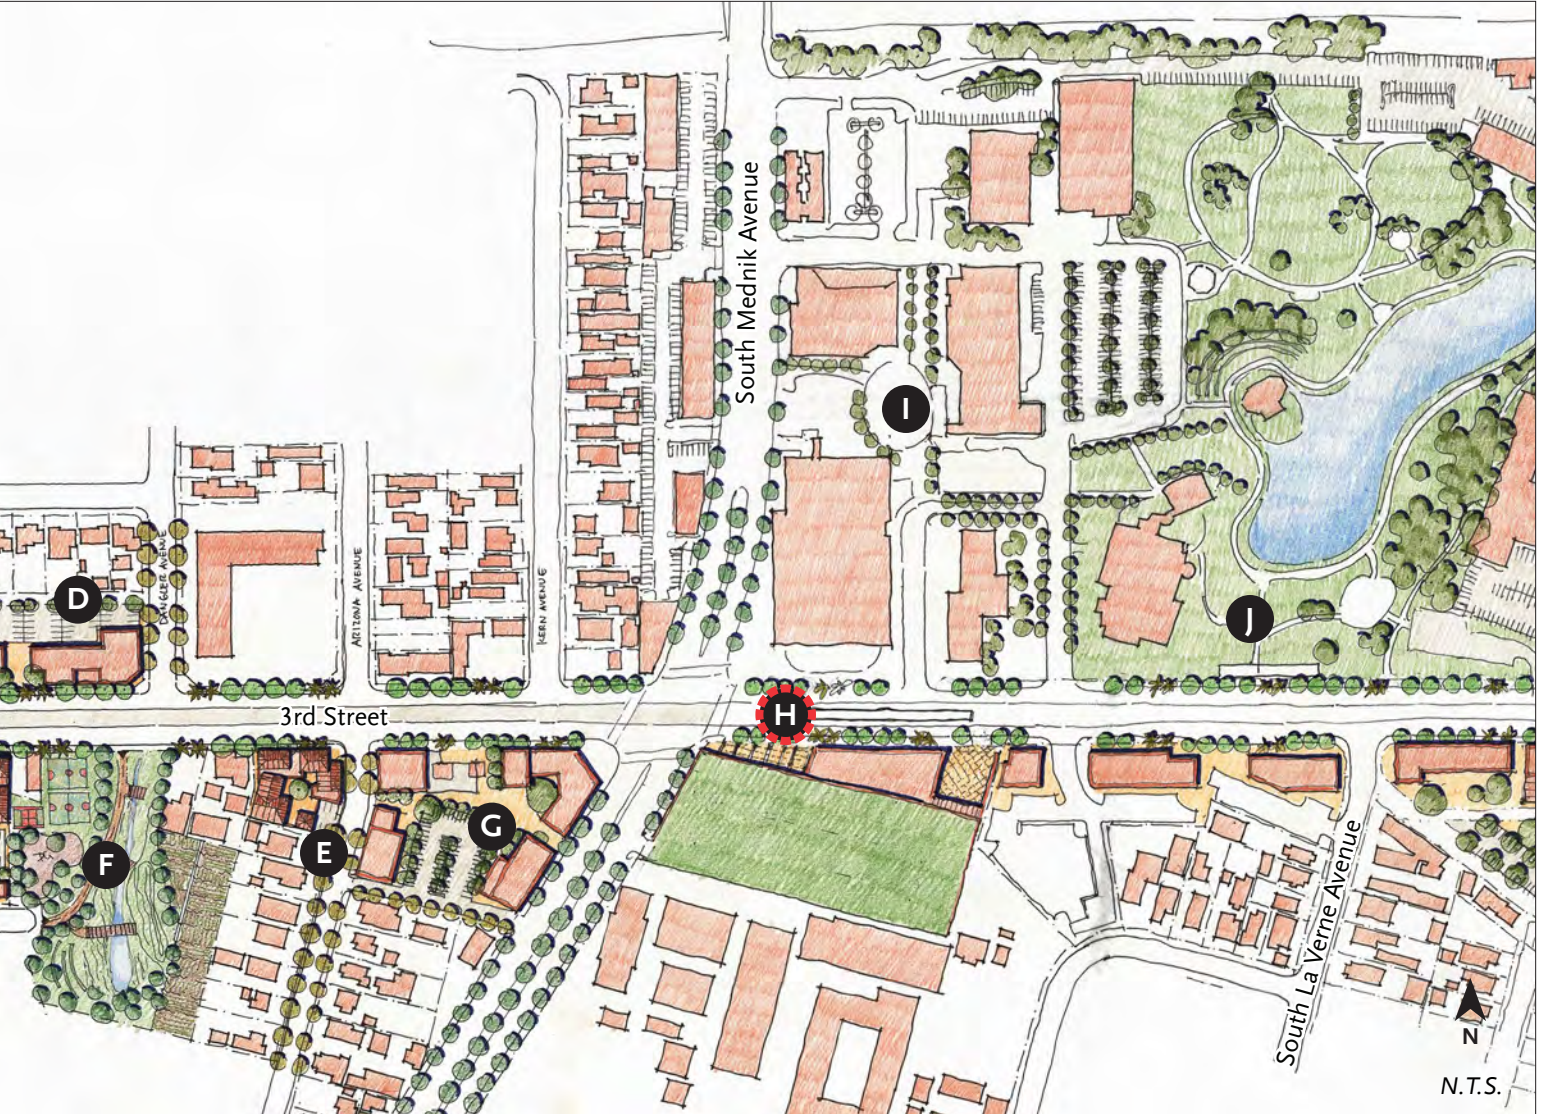 South Mednik Avenue
I
D
DANGLER AVENUE
ARIZONA AVENUE
KERN AVENUE
J
3rd Street
H
G
E
F
South La Verne Avenue
N
N.T.S.